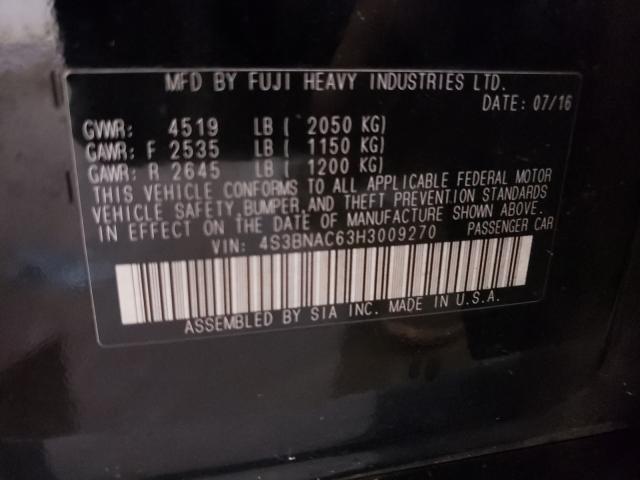 MFD BY FUJI HEAVY INDUSTRIES LTD.
DATE: 07/16
GVWR: 4519 LB ( 2050 KG)
GAWR: F 2535 LB ( 1150 KG)
GAWR: R 2645 LB ( 1200 KG)
THIS VEHICLE CONFORMS TO ALL APPLICABLE FEDERAL MOTOR
VEHICLE SAFETY, BUMPER, AND THEFT PREVENTION STANDARDS
IN EFFECT ON THE DATE OF MANUFACTURE SHOWN ABOVE.
VIN: 4S3BNAC63H3009270 PASSENGER CAR
ASSEMBLED BY SIA INC. MADE IN U.S.A.